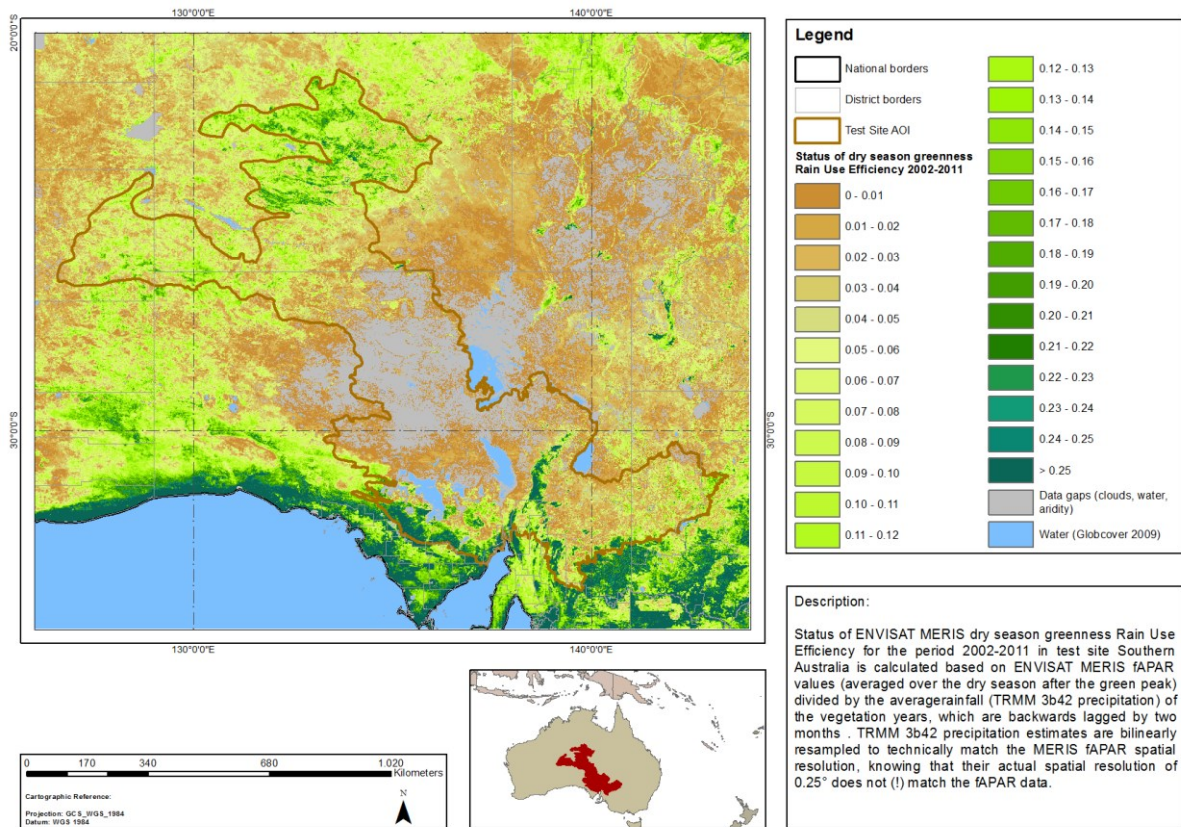 130°0'0"E
140°0'0"E
20°0'0"S
20°0'0"S
30°0'0"S
30°0'0"S
130°0'0"E
140°0'0"E
Legend
National borders
District borders
Test Site AOI
Status of dry season greenness
Rain Use Efficiency 2002-2011
0 - 0.01
0.01 - 0.02
0.02 - 0.03
0.03 - 0.04
0.04 - 0.05
0.05 - 0.06
0.06 - 0.07
0.07 - 0.08
0.08 - 0.09
0.09 - 0.10
0.10 - 0.11
0.11 - 0.12
0.12 - 0.13
0.13 - 0.14
0.14 - 0.15
0.15 - 0.16
0.16 - 0.17
0.17 - 0.18
0.18 - 0.19
0.19 - 0.20
0.20 - 0.21
0.21 - 0.22
0.22 - 0.23
0.23 - 0.24
0.24 - 0.25
> 0.25
Data gaps (clouds, water,
aridity)
Water (Globcover 2009)
Description:
Status of ENVISAT MERIS dry season greenness Rain Use
Efficiency for the period 2002-2011 in test site Southern
Australia is calculated based on ENVISAT MERIS fAPAR
values (averaged over the dry season after the green peak)
divided by the averagerainfall (TRMM 3b42 precipitation) of
the vegetation years, which are backwards lagged by two
months . TRMM 3b42 precipitation estimates are bilinearly
resampled to technically match the MERIS fAPAR spatial
resolution, knowing that their actual spatial resolution of
0.25° does not (!) match the fAPAR data.
0 170 340 680 1.020
Kilometers
Cartographic Reference:
Projection: GCS_WGS_1984
Datum: WGS 1984
N